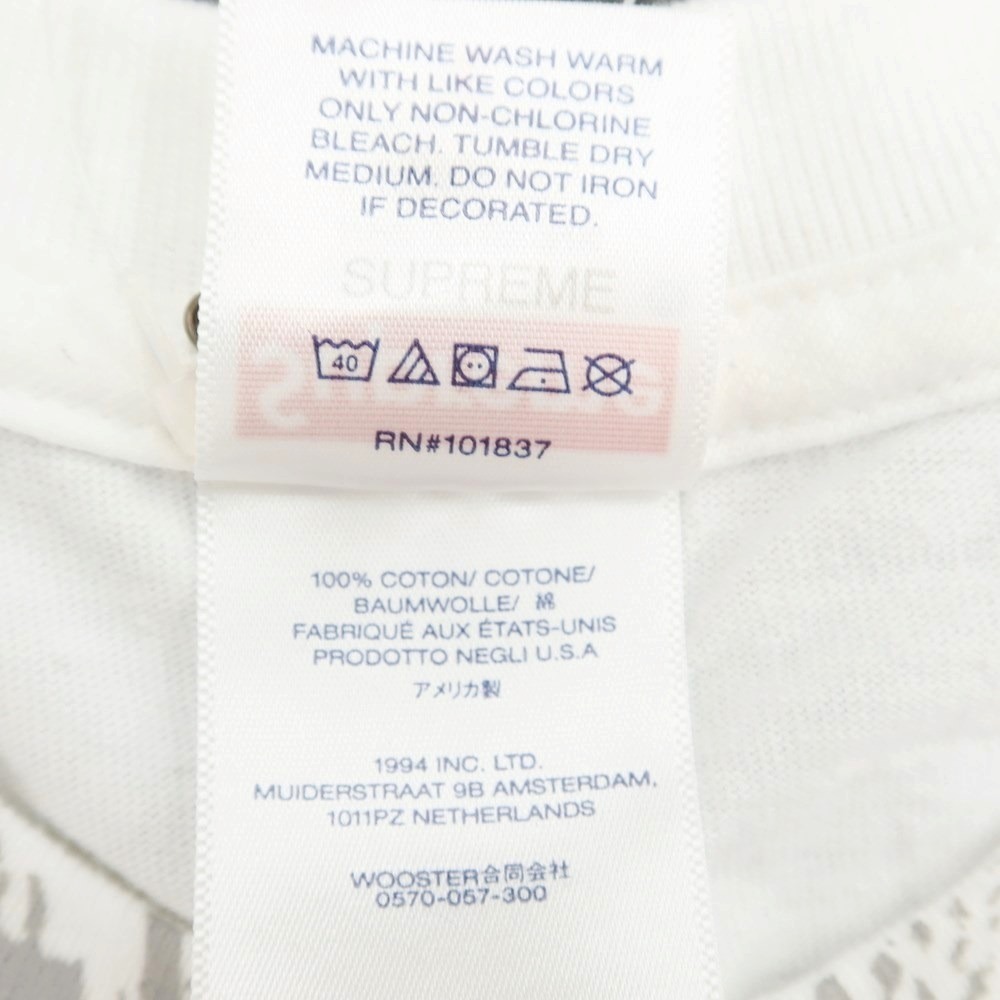 MACHINE WASH WARM
WITH LIKE COLORS
ONLY NON-CHLORINE
BLEACH. TUMBLE DRY
MEDIUM. DO NOT IRON
IF DECORATED.
SUPREME
40
RN#101837
100% COTON/ COTONE/
BAUMWOLLE/ 綿
FABRIQUÉ AUX ÉTATS-UNIS
PRODOTTO NEGLI U.S.A
アメリカ製
1994 INC. LTD.
MUIDERSTRAAT 9B AMSTERDAM,
1011PZ NETHERLANDS
WOOSTER合同会社
0570-057-300